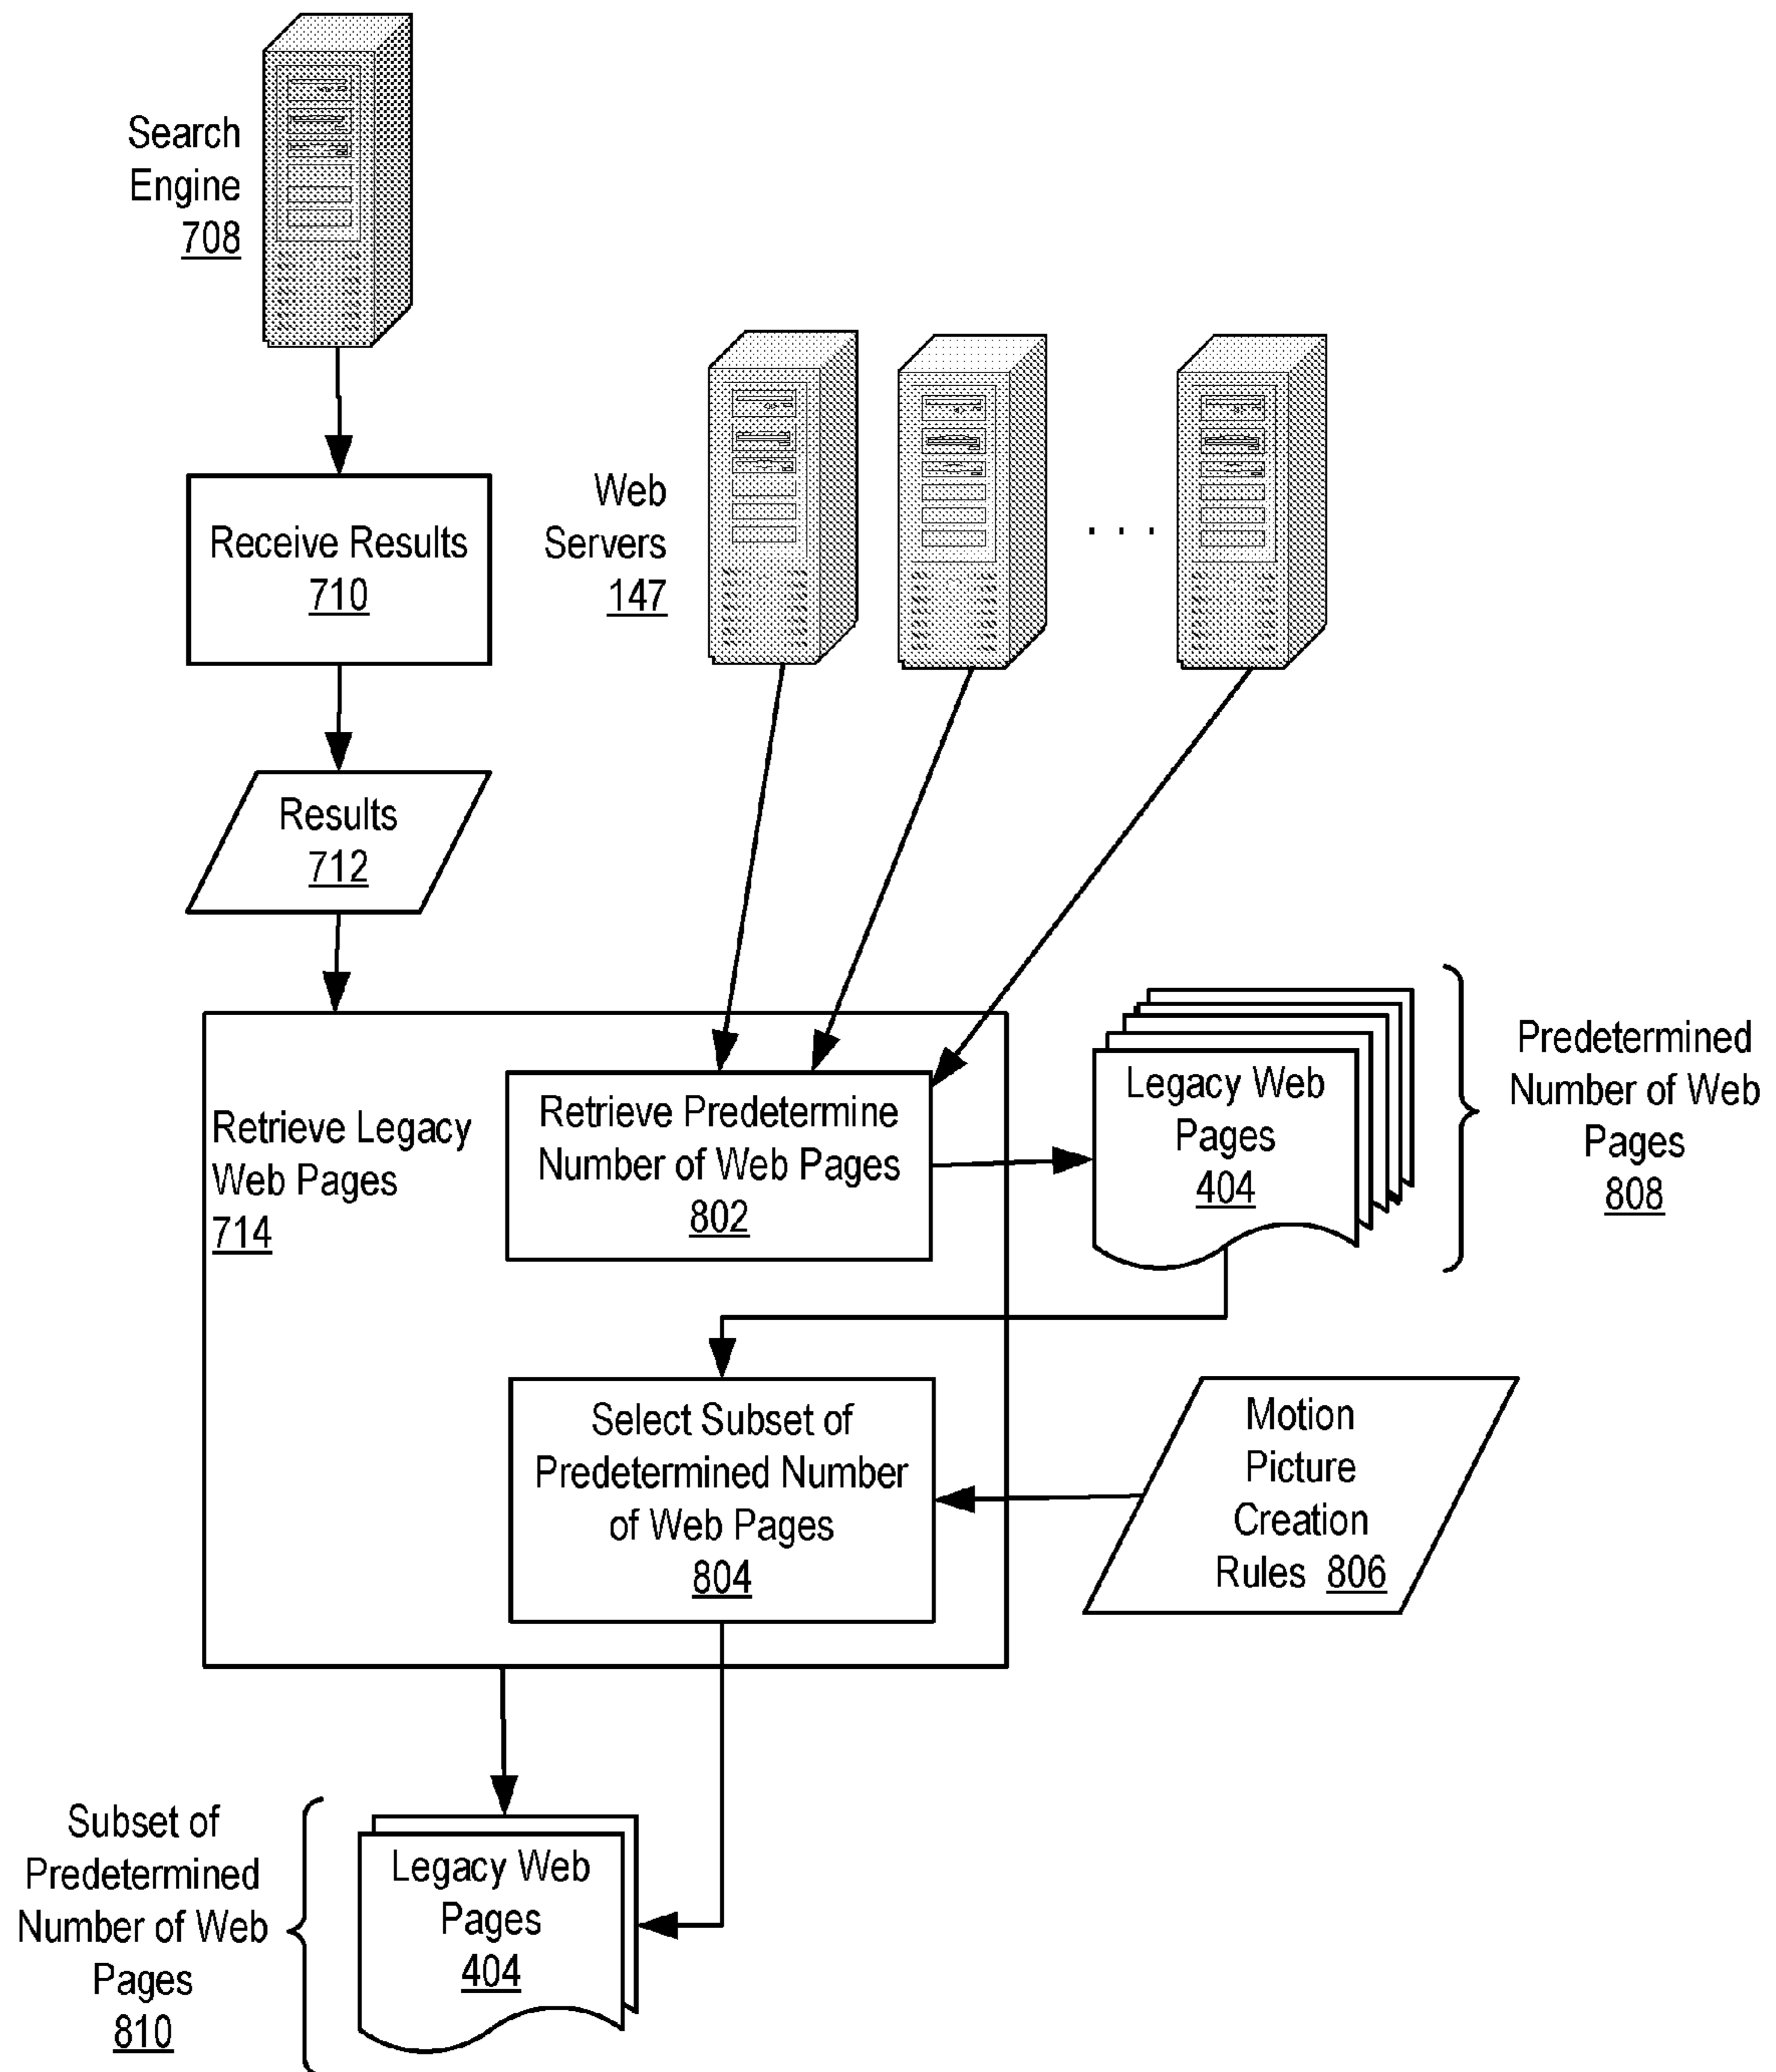 Search
Engine
708
Receive Results
710
Web
Servers
147
. . .
Results
712
Retrieve Legacy
Web Pages
714
Retrieve Predetermine
Number of Web Pages
802
Legacy Web
Pages
404
Predetermined
Number of Web
Pages
808
Select Subset of
Predetermined Number
of Web Pages
804
Motion
Picture
Creation
Rules 806
Subset of
Predetermined
Number of Web
Pages
810
Legacy Web
Pages
404